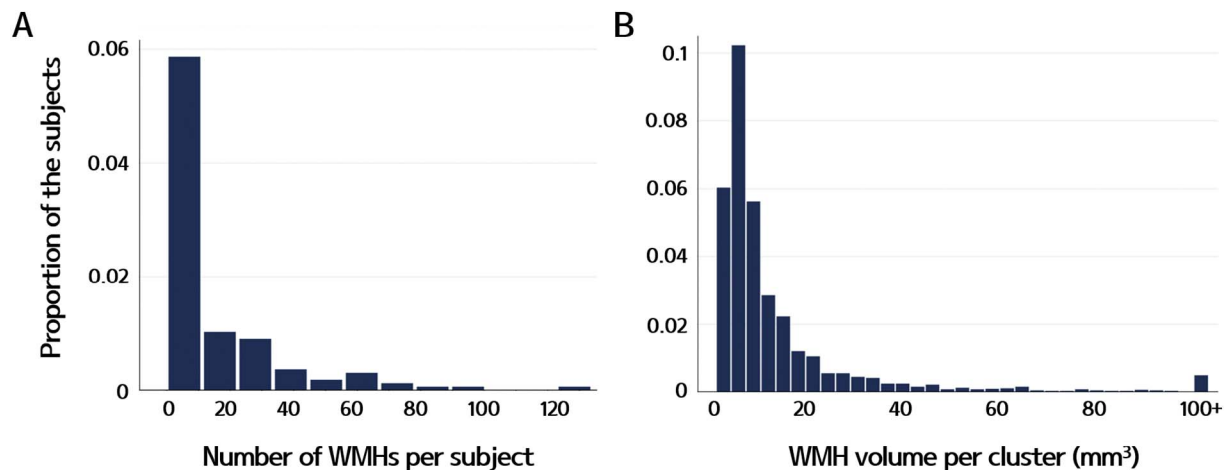 A
Proportion of the subjects
0.06
0.04
0.02
0
0 20 40 60 80 100 120
Number of WMHs per subject
B
0.1
0.08
0.06
0.04
0.02
0
0 20 40 60 80 100+
WMH volume per cluster (mm³)